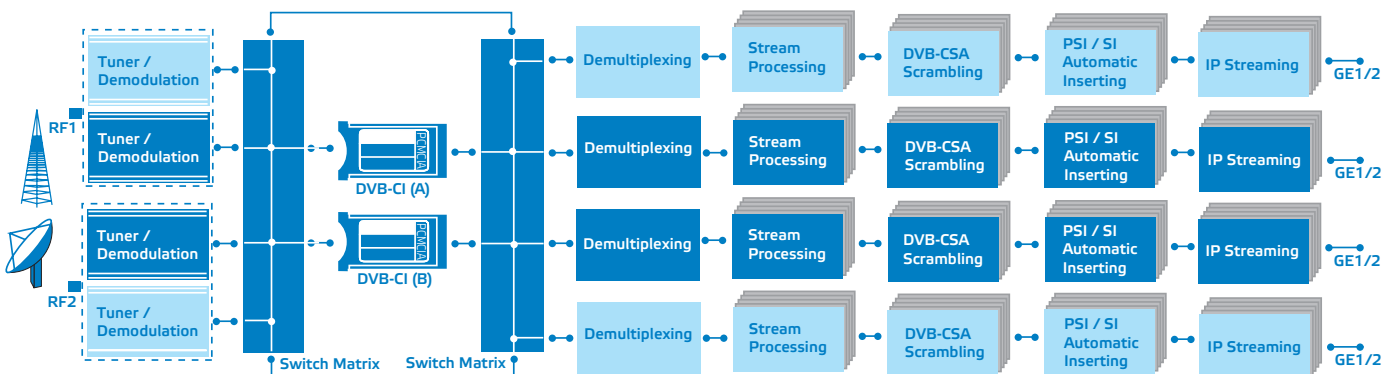 RF1
RF2
Tuner /
Demodulation
Tuner /
Demodulation
Tuner /
Demodulation
Tuner /
Demodulation
Switch Matrix
PCMCIA
DVB-CI (A)
PCMCIA
DVB-CI (B)
Switch Matrix
Demultiplexing
Stream
Processing
DVB-CSA
Scrambling
PSI / SI
Automatic
Inserting
IP Streaming
GE1/2
Demultiplexing
Stream
Processing
DVB-CSA
Scrambling
PSI / SI
Automatic
Inserting
IP Streaming
GE1/2
Demultiplexing
Stream
Processing
DVB-CSA
Scrambling
PSI / SI
Automatic
Inserting
IP Streaming
GE1/2
Demultiplexing
Stream
Processing
DVB-CSA
Scrambling
PSI / SI
Automatic
Inserting
IP Streaming
GE1/2